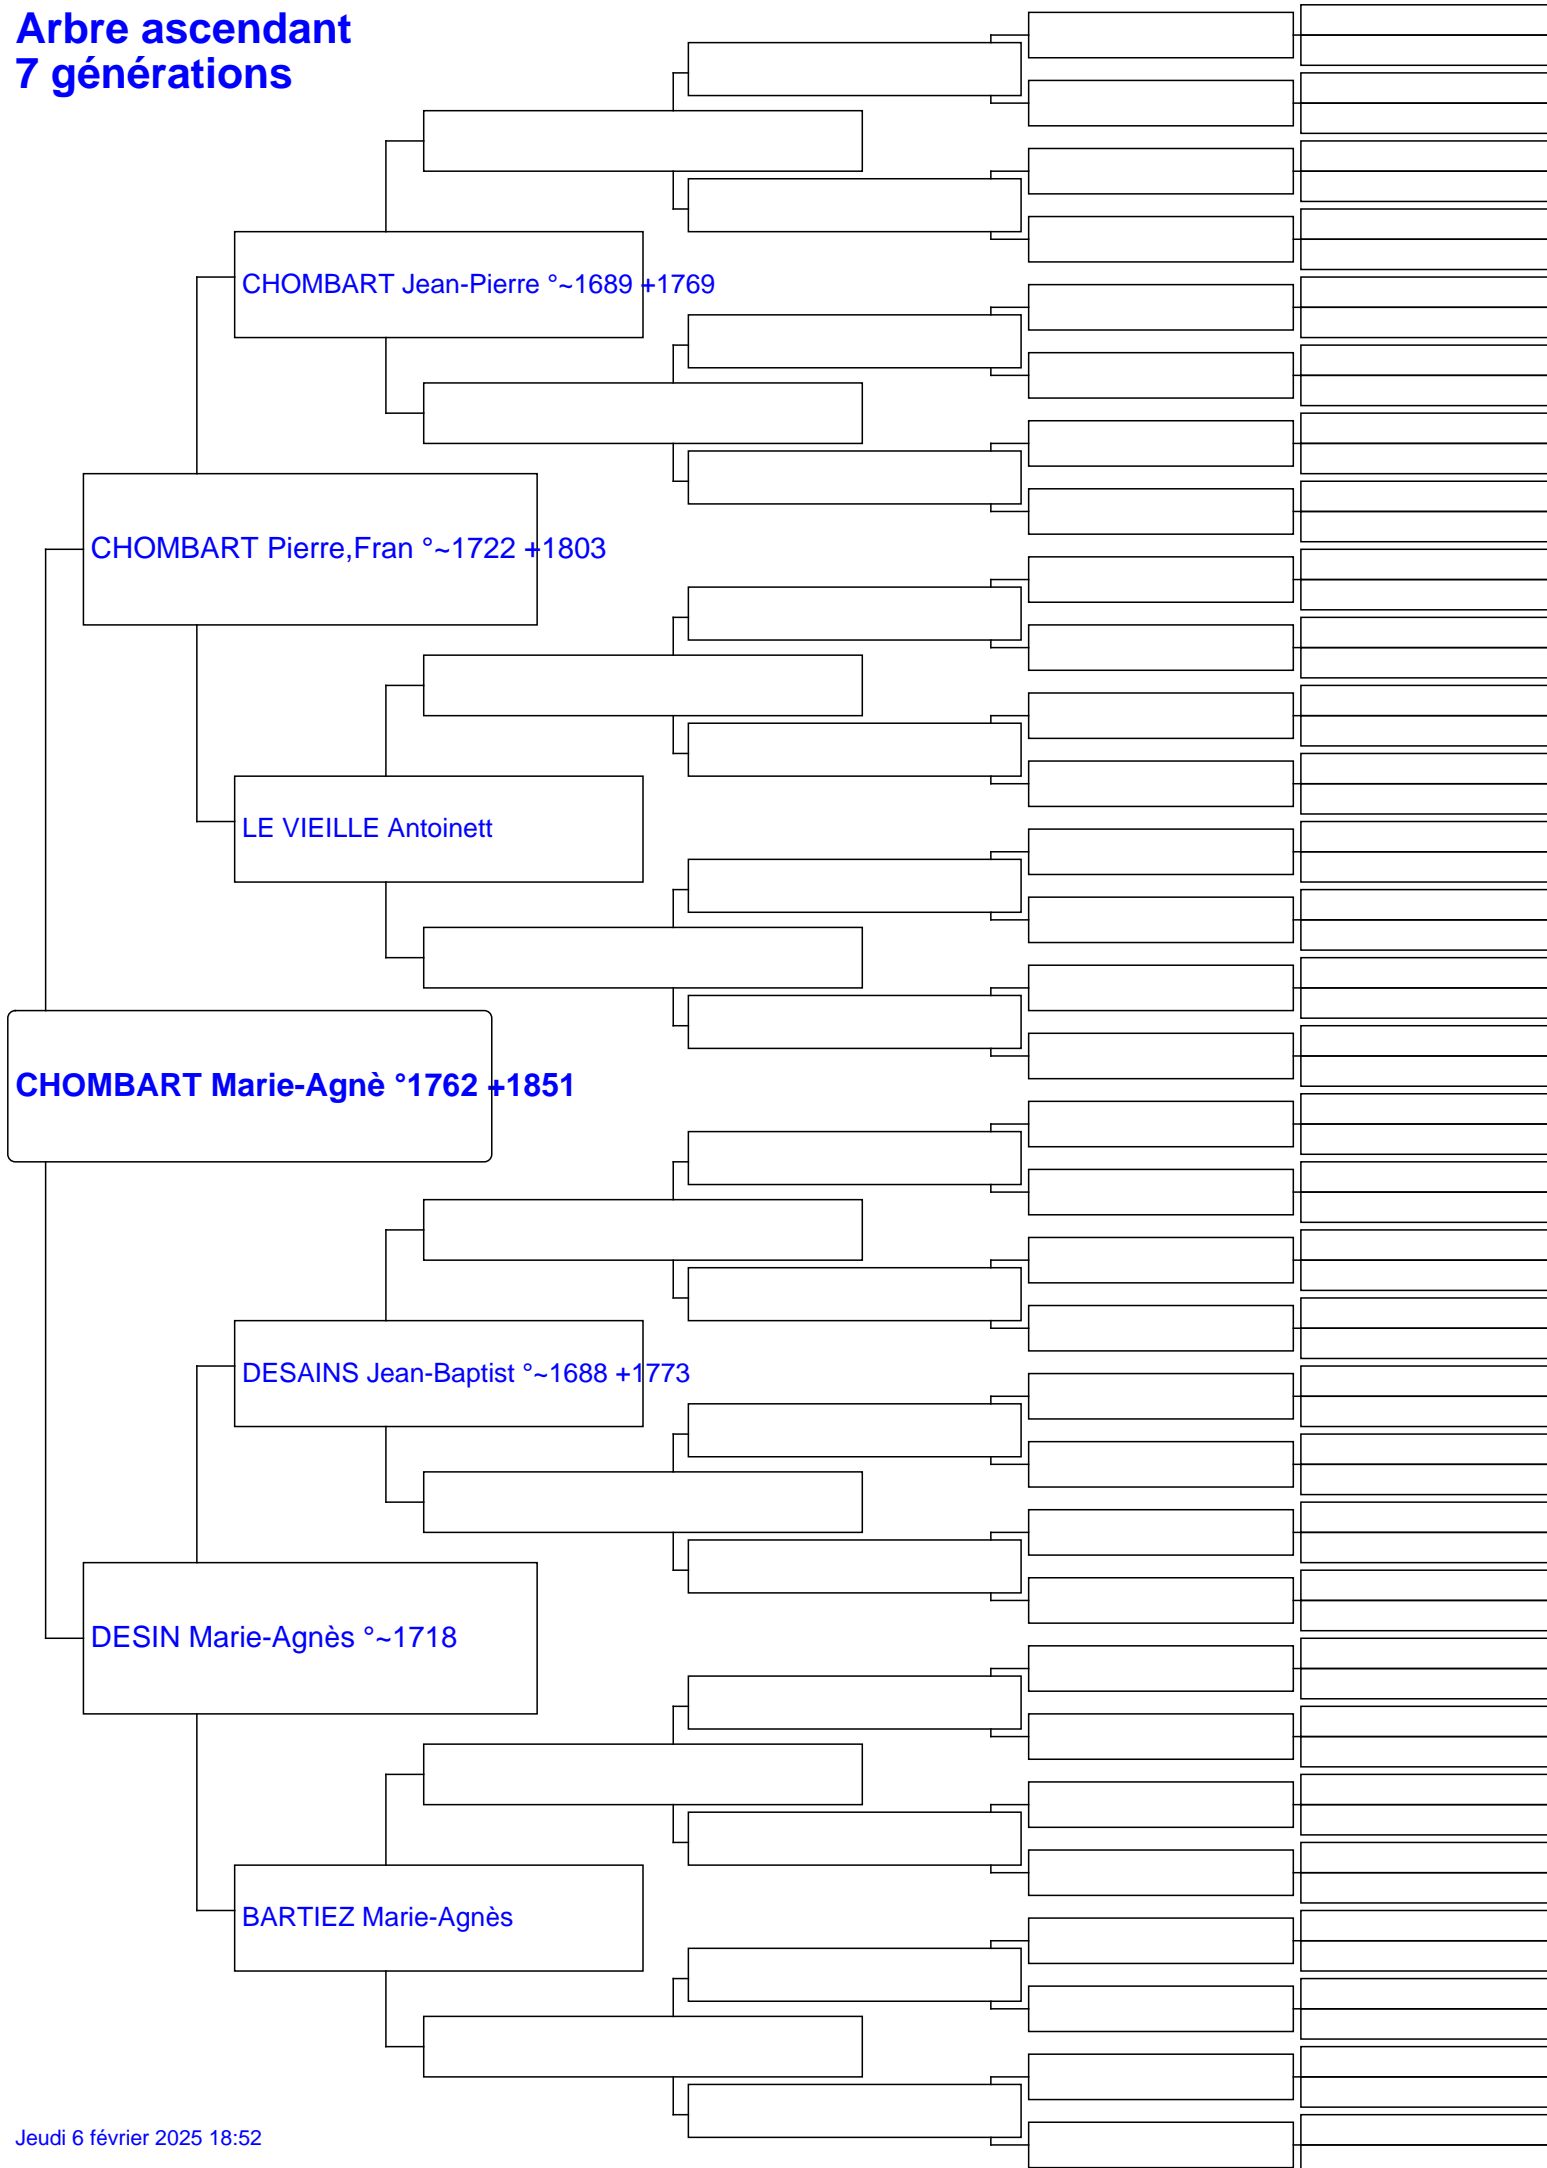 Arbre ascendant
7 générations
CHOMBART Jean-Pierre °~1689 +1769
CHOMBART Pierre,Fran °~1722 +1803
LE VIEILLE Antoinett
CHOMBART Marie-Agnè °1762 +1851
DESAINS Jean-Baptist °~1688 +1773
DESIN Marie-Agnès °~1718
BARTIEZ Marie-Agnès
Jeudi 6 février 2025 18:52